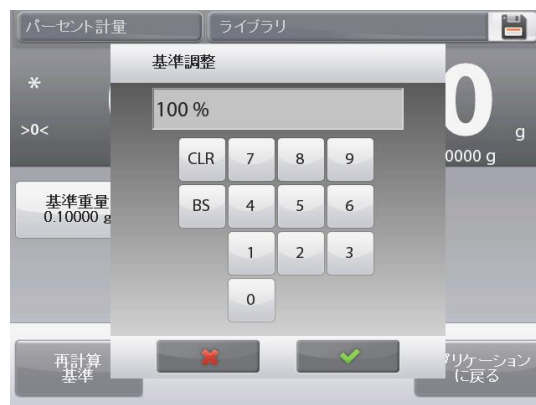 パーセント計量
ライブラリ
基準調整
*
>0<
0
g
0000 g
100 %
CLR 7 8 9
基準重量
0.10000 g
BS 4 5 6
1 2 3
0
再計算
基準
プリケーション
に戻る